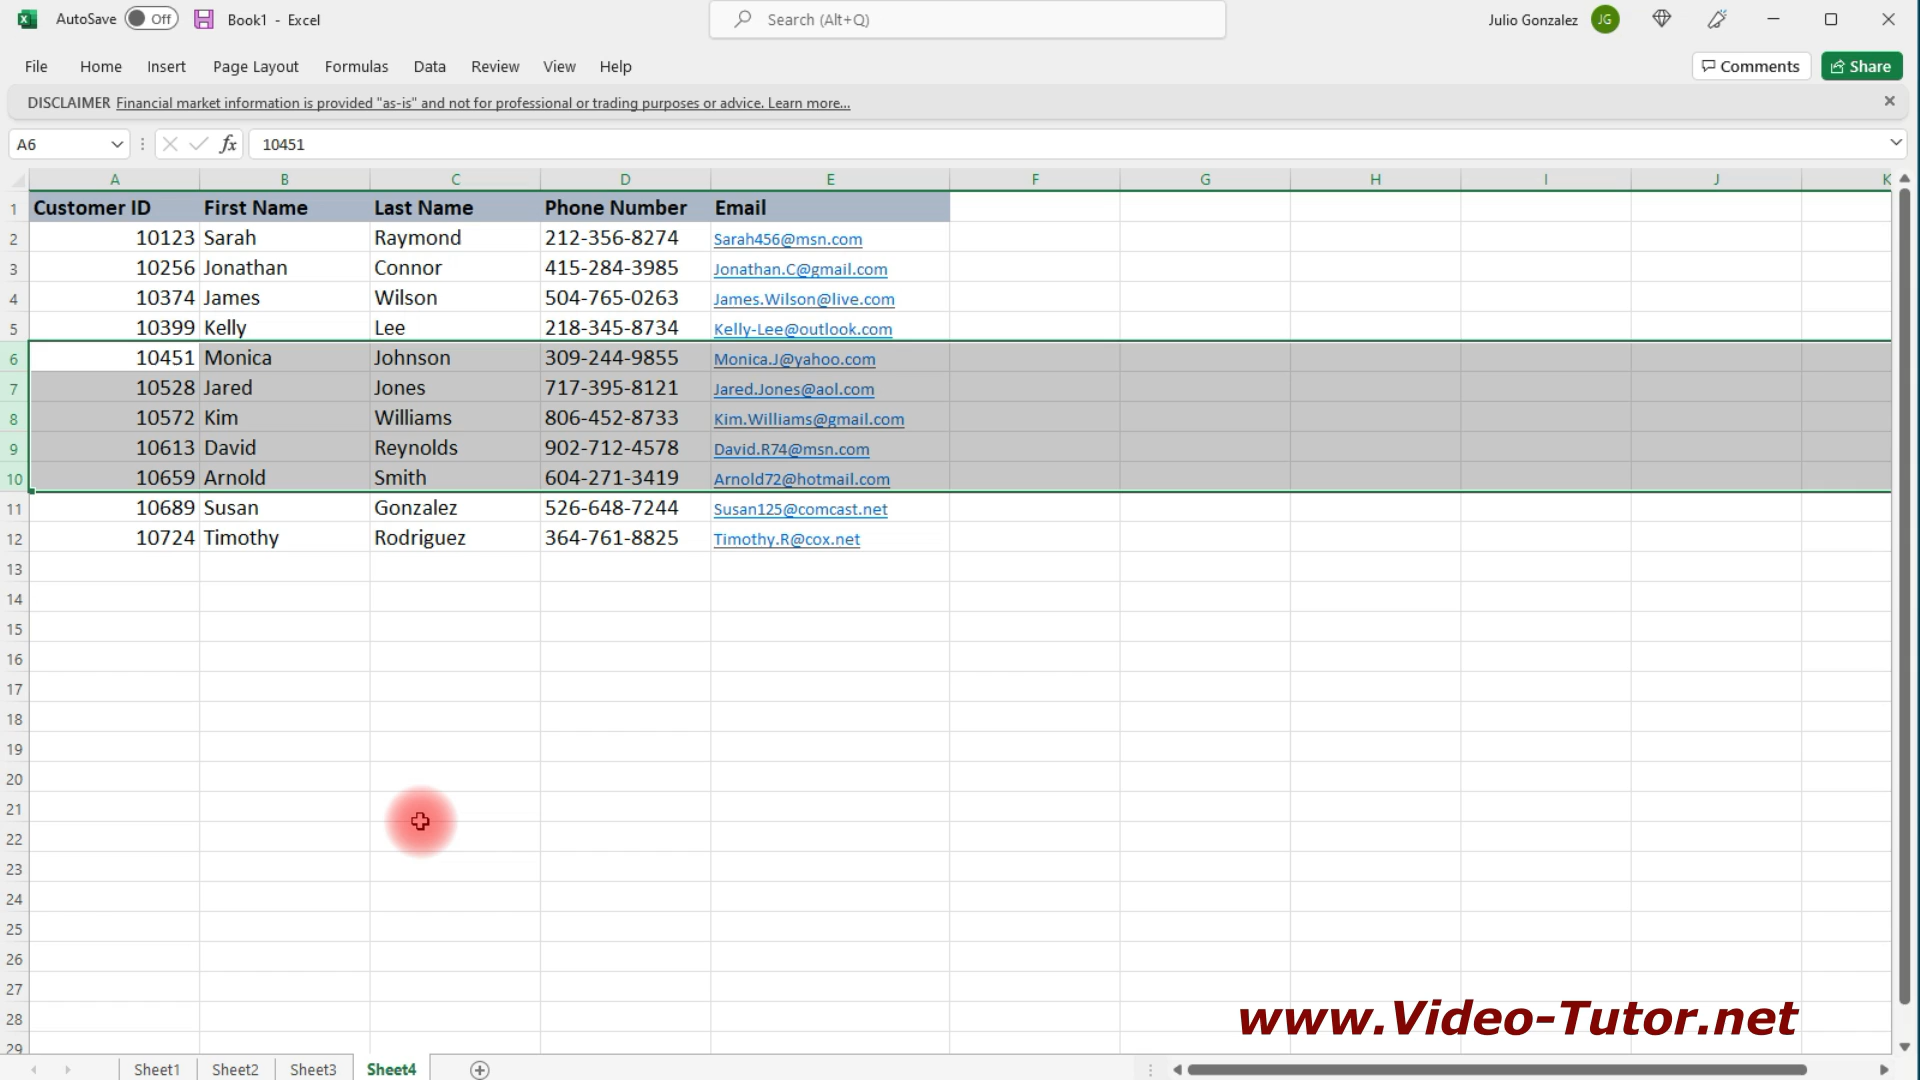 AutoSave Off Book1 - Excel Search (Alt+Q) Julio Gonzalez JG
File Home Insert Page Layout Formulas Data Review View Help Comments Share
DISCLAIMER Financial market information is provided "as-is" and not for professional or trading purposes or advice. Learn more...
A6 fx 10451
A B C D E F G H I J K
1 Customer ID First Name Last Name Phone Number Email
2 10123 Sarah Raymond 212-356-8274 Sarah456@msn.com
3 10256 Jonathan Connor 415-284-3985 Jonathan.C@gmail.com
4 10374 James Wilson 504-765-0263 James.Wilson@live.com
5 10399 Kelly Lee 218-345-8734 Kelly-Lee@outlook.com
6 10451 Monica Johnson 309-244-9855 Monica.J@yahoo.com
7 10528 Jared Jones 717-395-8121 Jared.Jones@aol.com
8 10572 Kim Williams 806-452-8733 Kim.Williams@gmail.com
9 10613 David Reynolds 902-712-4578 David.R74@msn.com
10 10659 Arnold Smith 604-271-3419 Arnold72@hotmail.com
11 10689 Susan Gonzalez 526-648-7244 Susan125@comcast.net
12 10724 Timothy Rodriguez 364-761-8825 Timothy.R@cox.net
13
14
15
16
17
18
19
20
21
22
23
24
25
26
27
28
www.Video-Tutor.net
29
Sheet1 Sheet2 Sheet3 Sheet4